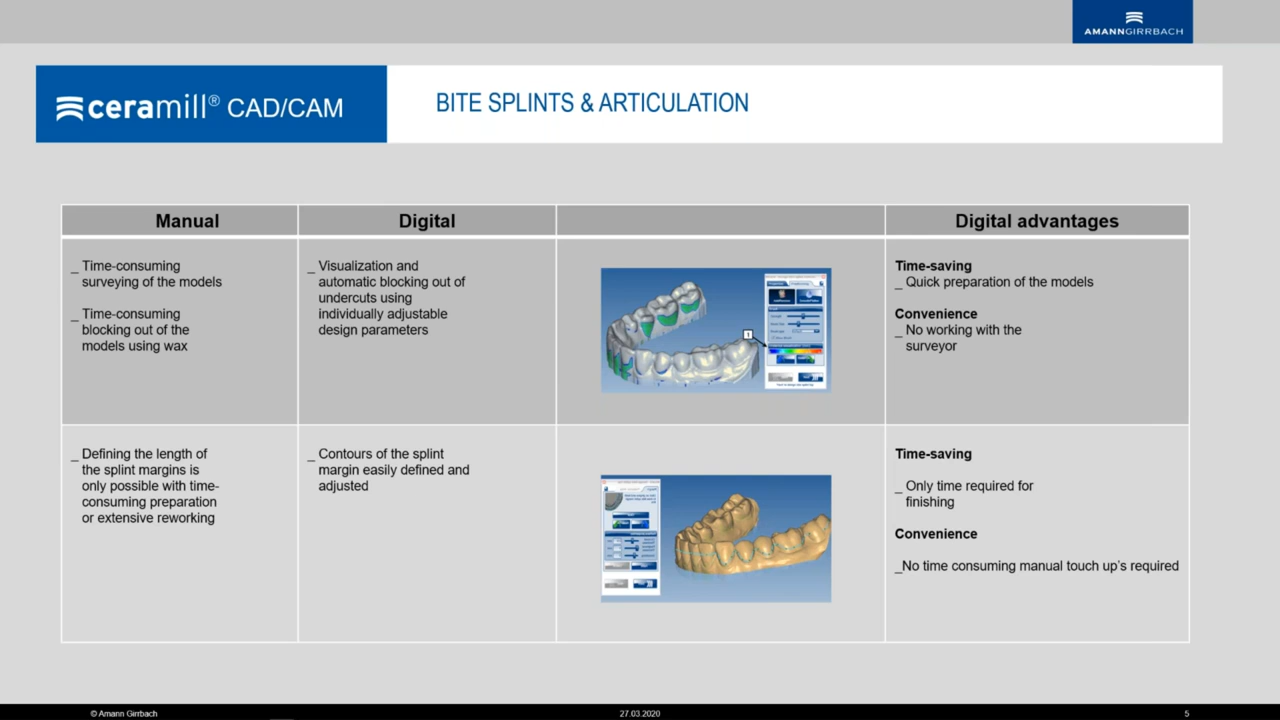 AMANNGIRRBACH
ceramill® CAD/CAM
BITE SPLINTS & ARTICULATION
Manual
Digital
Digital advantages
_ Time-consuming
surveying of the models
_ Time-consuming
blocking out of the
models using wax
_ Visualization and
automatic blocking out of
undercuts using
individually adjustable
design parameters
1
Time-saving
_ Quick preparation of the models
Convenience
_ No working with the
surveyor
_ Defining the length of
the splint margins is
only possible with time-
consuming preparation
or extensive reworking
_ Contours of the splint
margin easily defined and
adjusted
Time-saving
_ Only time required for
finishing
Convenience
_No time consuming manual touch up's required
© Amann Girrbach
27.03.2020
5